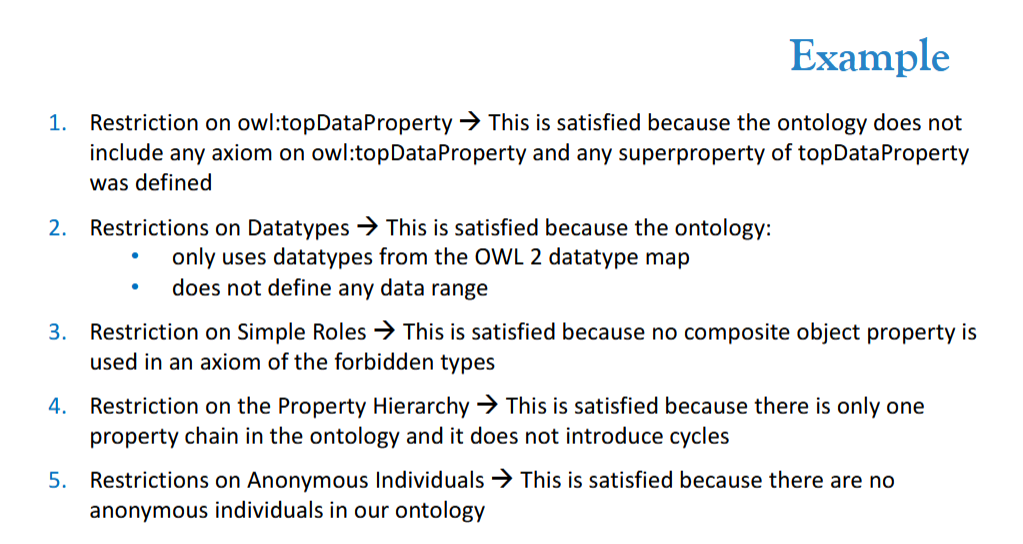 Example
1. Restriction on owl:topDataProperty → This is satisfied because the ontology does not
include any axiom on owl:topDataProperty and any superproperty of topDataProperty
was defined
2. Restrictions on Datatypes → This is satisfied because the ontology:
• only uses datatypes from the OWL 2 datatype map
• does not define any data range
3. Restriction on Simple Roles → This is satisfied because no composite object property is
used in an axiom of the forbidden types
4. Restriction on the Property Hierarchy → This is satisfied because there is only one
property chain in the ontology and it does not introduce cycles
5. Restrictions on Anonymous Individuals → This is satisfied because there are no
anonymous individuals in our ontology